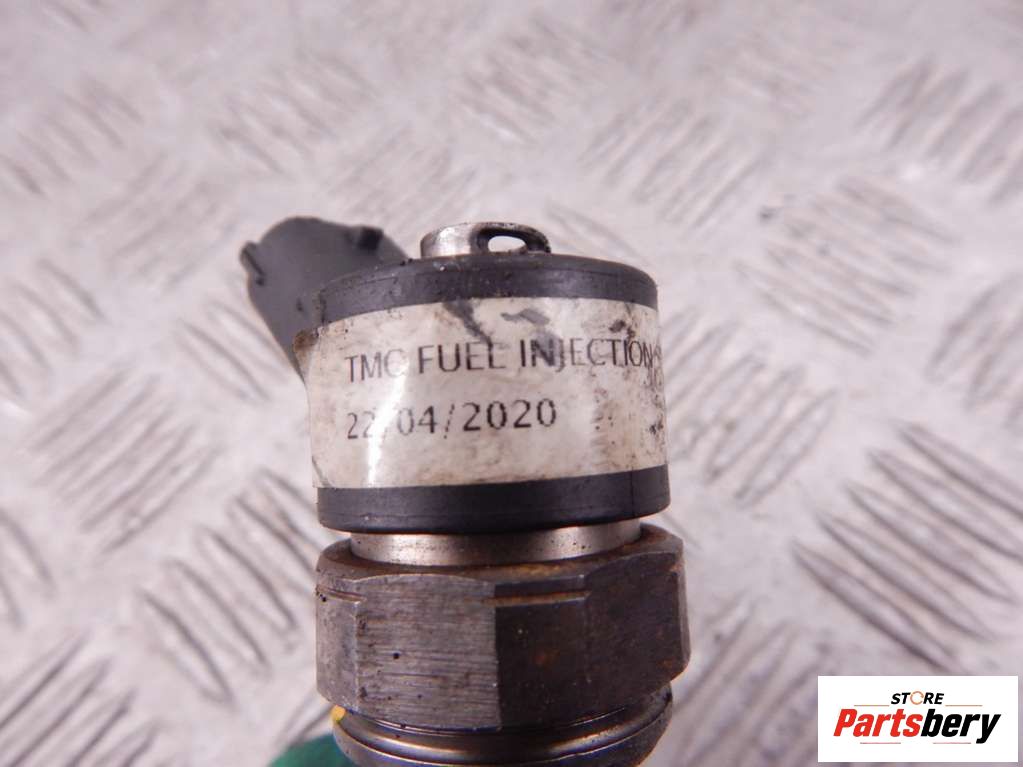 TMC FUEL INJECTION
22/04/2020
STORE
Partsbery